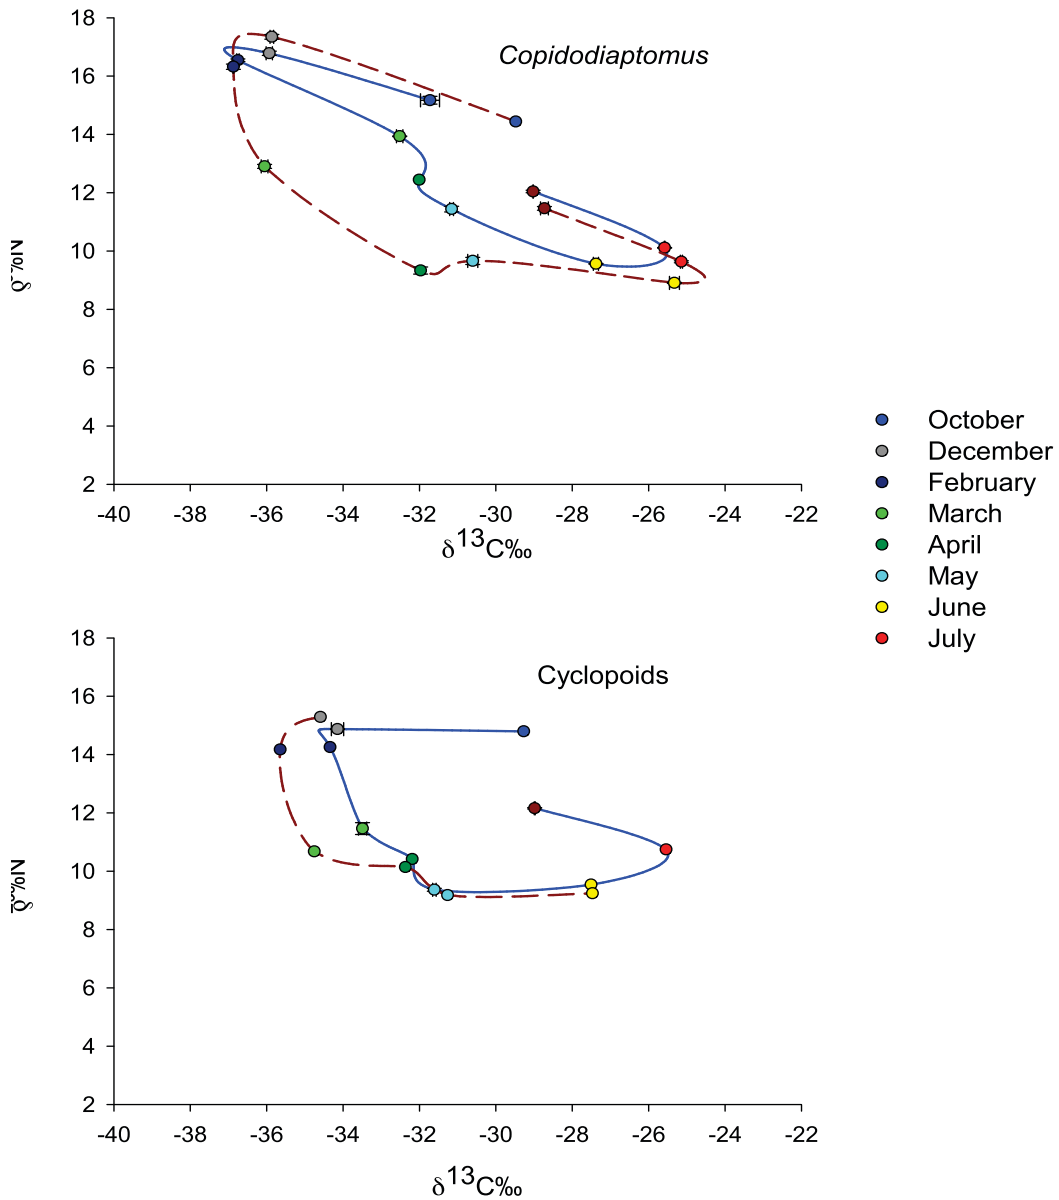 18
Copidodiaptomus
16
14
12
10
8
6
4
2
-40 -38 -36 -34 -32 -30 -28 -26 -24 -22
δ13C‰
October
December
February
March
April
May
June
July
18
Cyclopoids
16
14
12
10
8
6
4
2
-40 -38 -36 -34 -32 -30 -28 -26 -24 -22
δ13C‰